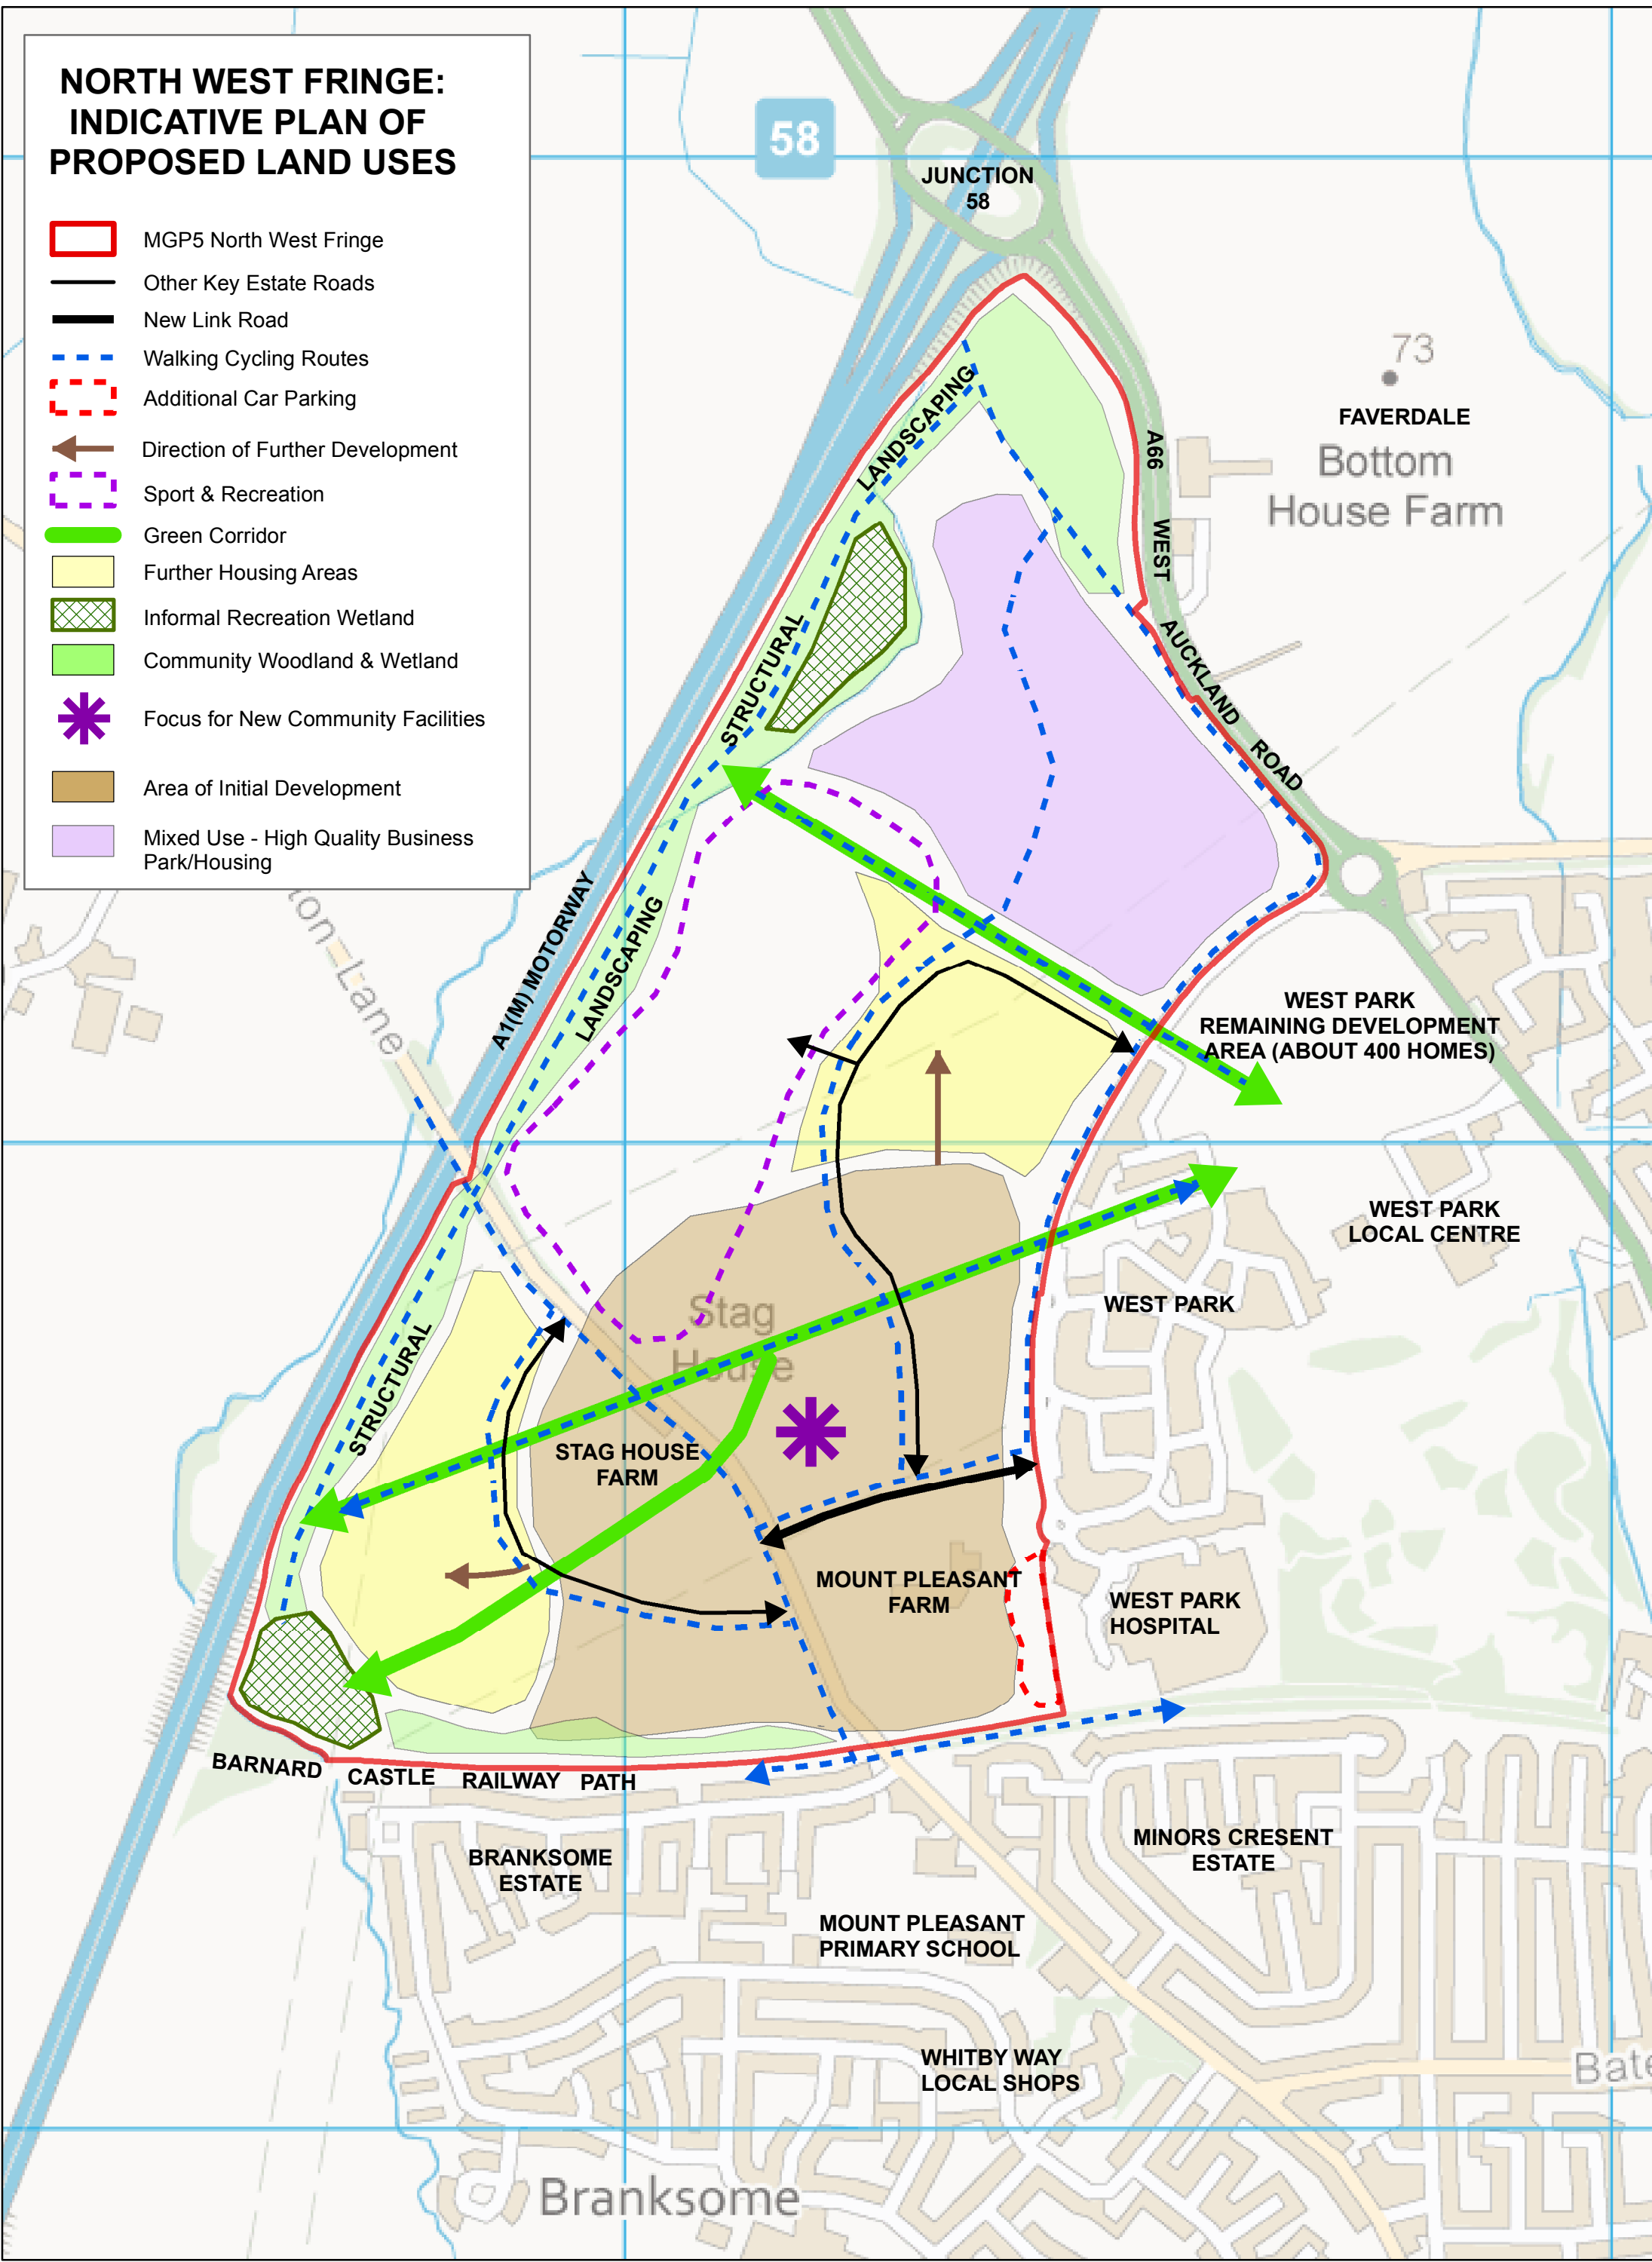 NORTH WEST FRINGE:
INDICATIVE PLAN OF
PROPOSED LAND USES
MGP5 North West Fringe
Other Key Estate Roads
New Link Road
Walking Cycling Routes
Additional Car Parking
Direction of Further Development
Sport & Recreation
Green Corridor
Further Housing Areas
Informal Recreation Wetland
Community Woodland & Wetland
Focus for New Community Facilities
Area of Initial Development
Mixed Use - High Quality Business
Park/Housing
58
JUNCTION
58
73
FAVERDALE
Bottom
House Farm
A66
WEST
AUCKLAND
ROAD
LANDSCAPING
STRUCTURAL
A1(M) MOTORWAY
LANDSCAPING
STRUCTURAL
ton Lane
WEST PARK
REMAINING DEVELOPMENT
AREA (ABOUT 400 HOMES)
WEST PARK
LOCAL CENTRE
WEST PARK
Stag
House
STAG HOUSE
FARM
MOUNT PLEASANT
FARM
WEST PARK
HOSPITAL
BARNARD CASTLE RAILWAY PATH
BRANKSOME
ESTATE
MINORS CRESENT
ESTATE
MOUNT PLEASANT
PRIMARY SCHOOL
WHITBY WAY
LOCAL SHOPS
Bate
Branksome